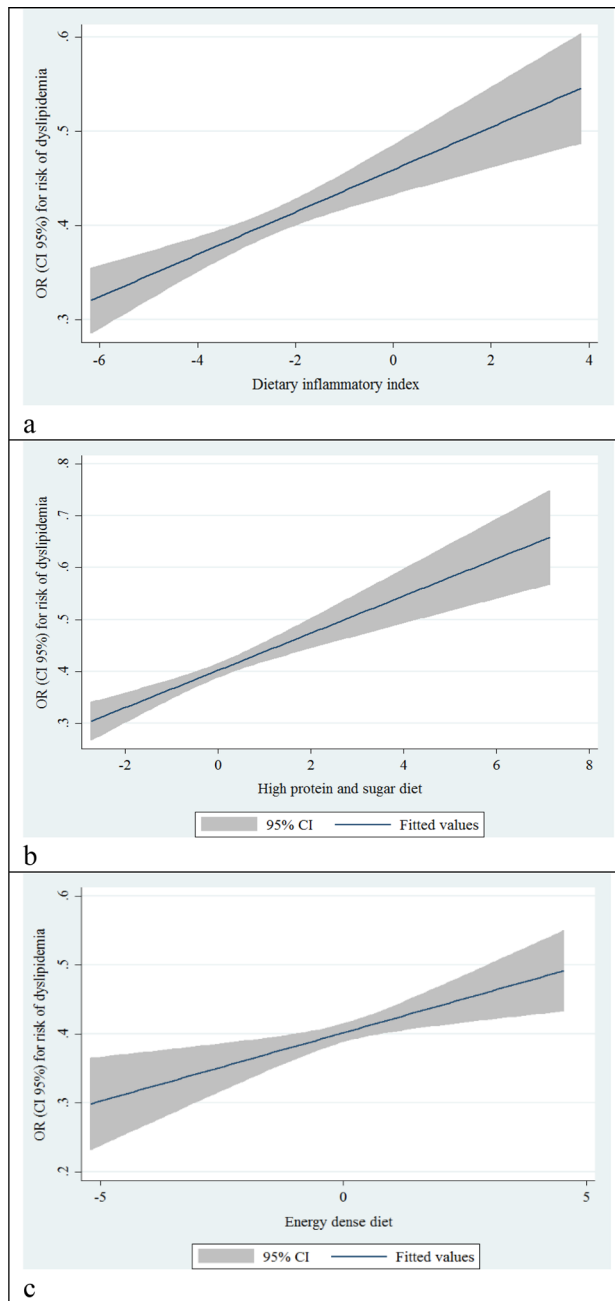 OR (CI 95%) for risk of dyslipidemia
.6
.5
.4
.3
-6 -4 -2 0 2 4
Dietary inflammatory index
a
OR (CI 95%) for risk of dyslipidemia
.8
.7
.6
.5
.4
.3
-2 0 2 4 6 8
High protein and sugar diet
95% CI Fitted values
b
OR (CI 95%) for risk of dyslipidemia
.6
.5
.4
.3
.2
-5 0 5
Energy dense diet
95% CI Fitted values
c